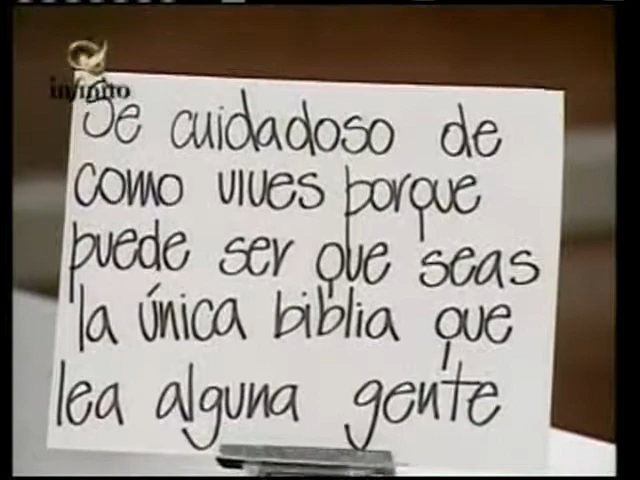 infinito
Se cuidadoso de
como vives porque
puede ser que seas
la única biblia que
lea alguna gente